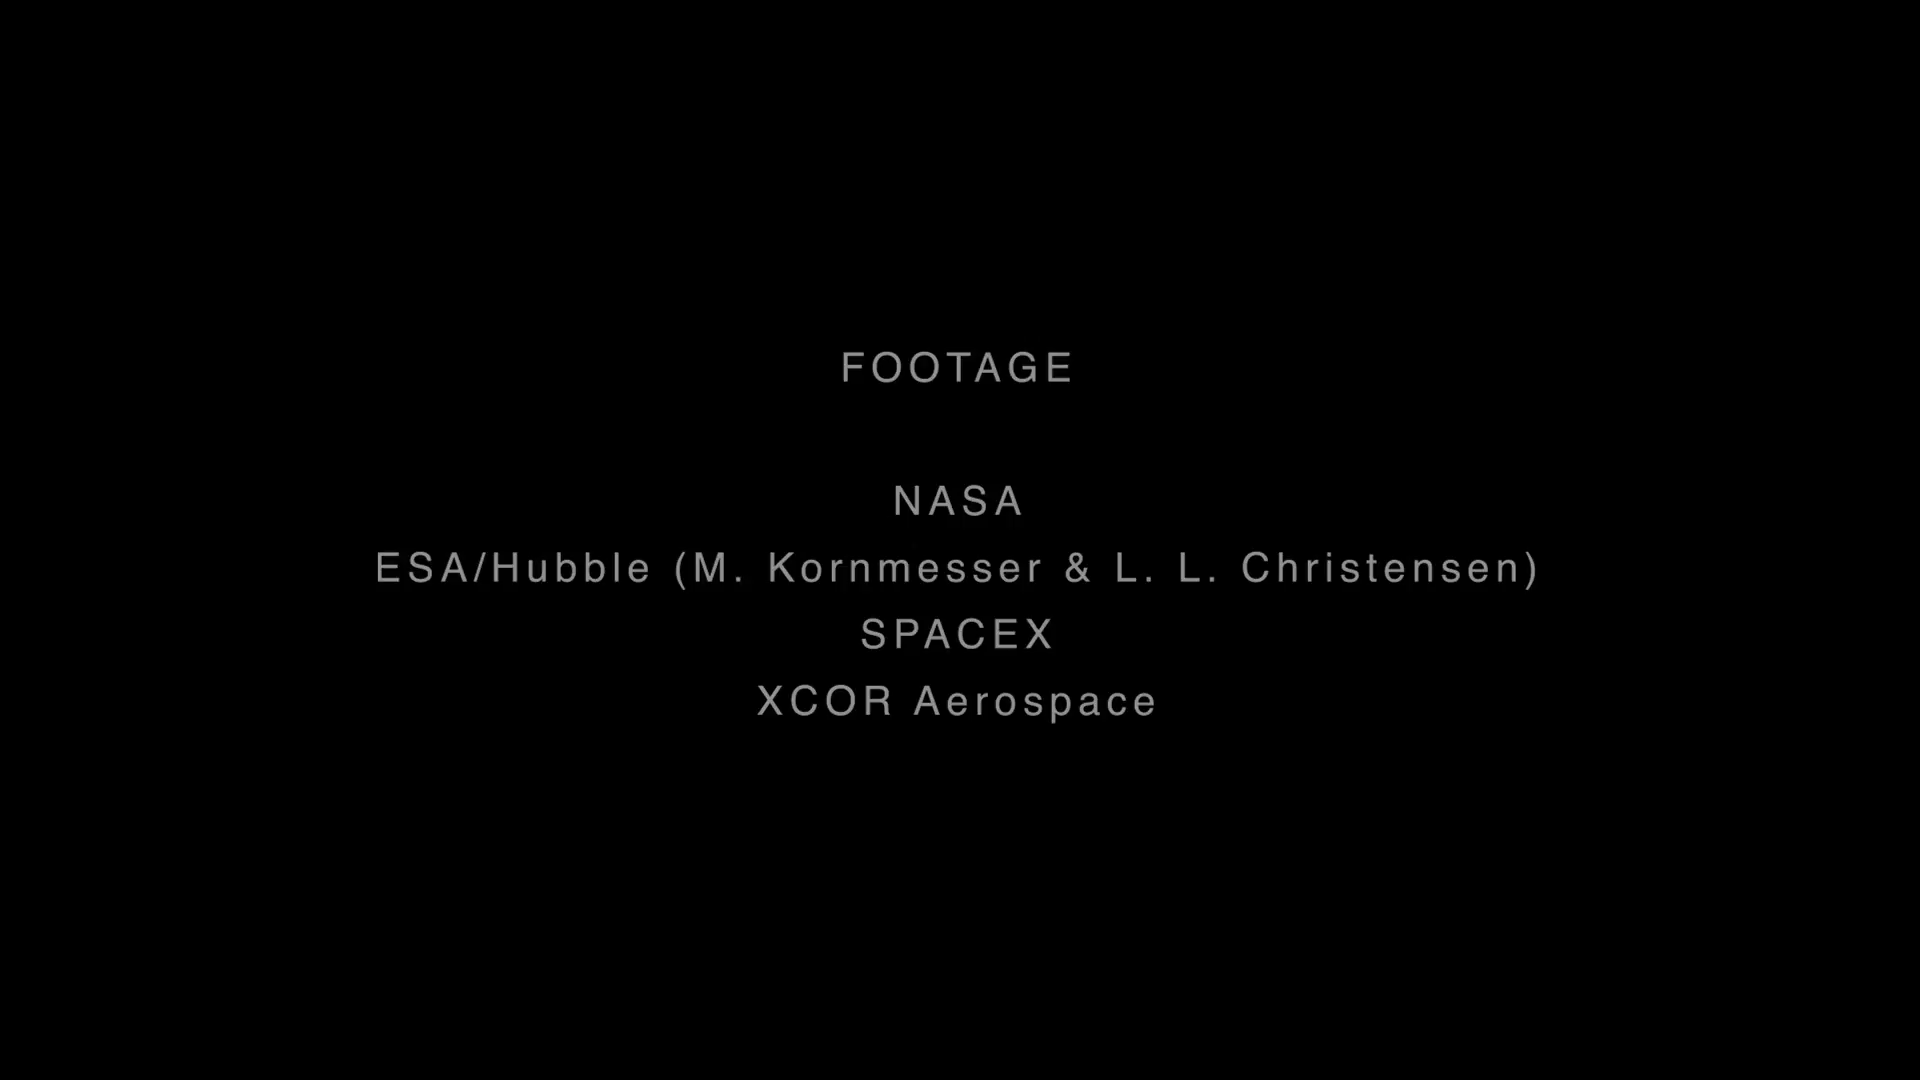 FOOTAGE
NASA
ESA/Hubble (M. Kornmesser & L. L. Christensen)
SPACEX
XCOR Aerospace